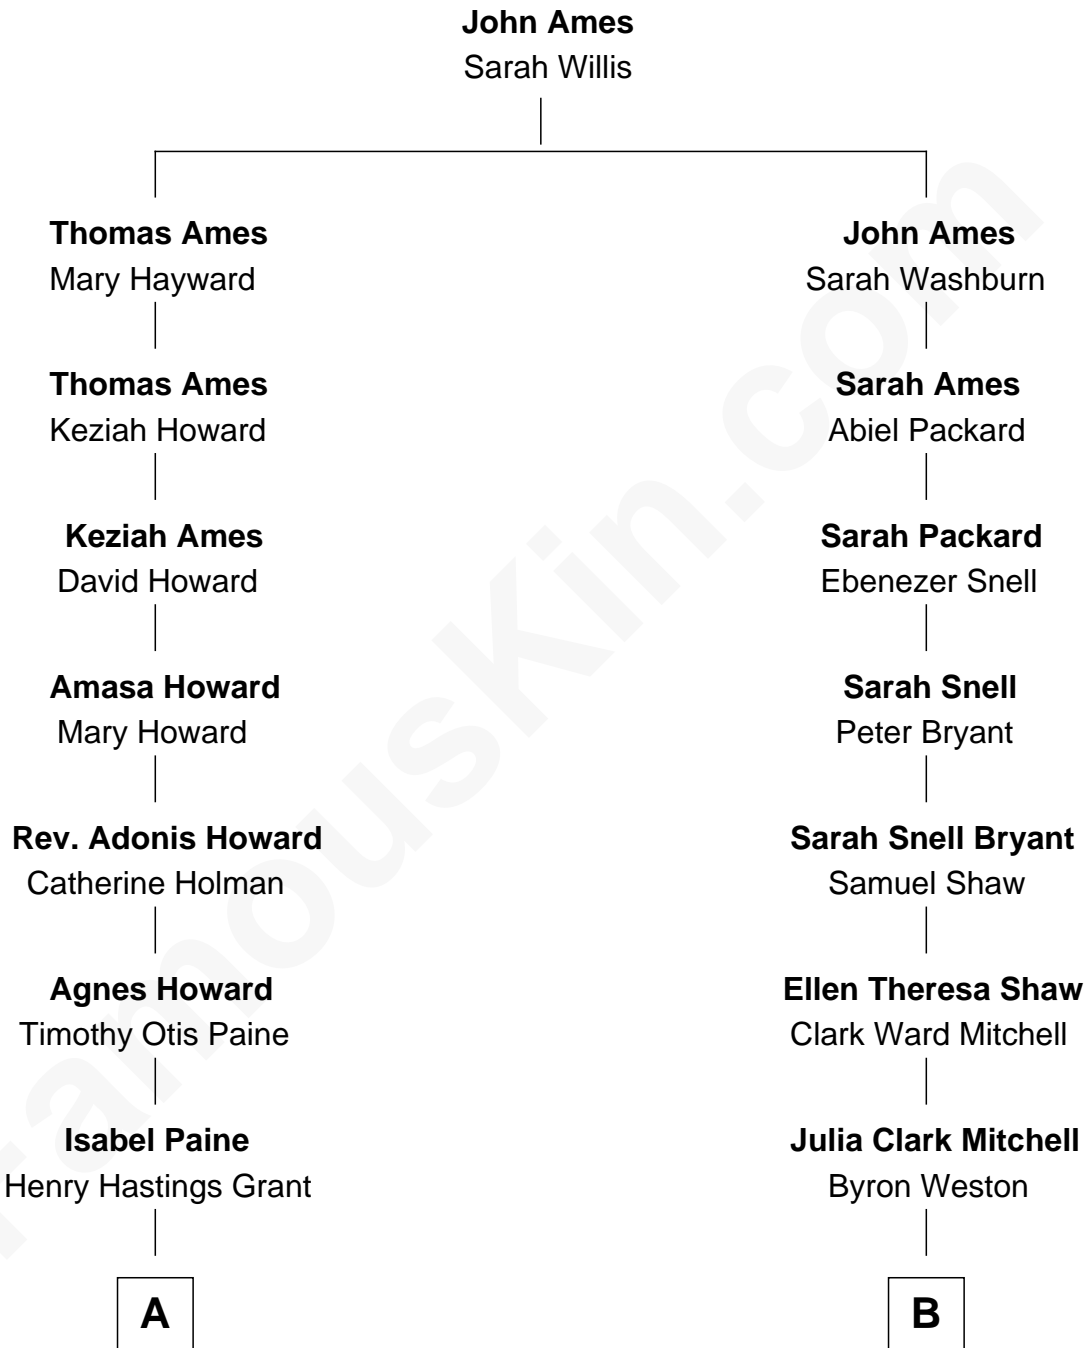 John Ames
Sarah Willis
Thomas Ames
Mary Hayward
John Ames
Sarah Washburn
Thomas Ames
Keziah Howard
Sarah Ames
Abiel Packard
Keziah Ames
David Howard
Sarah Packard
Ebenezer Snell
Amasa Howard
Mary Howard
Sarah Snell
Peter Bryant
Rev. Adonis Howard
Catherine Holman
Sarah Snell Bryant
Samuel Shaw
Agnes Howard
Timothy Otis Paine
Ellen Theresa Shaw
Clark Ward Mitchell
Isabel Paine
Henry Hastings Grant
Julia Clark Mitchell
Byron Weston
A
B
FamousKin.com